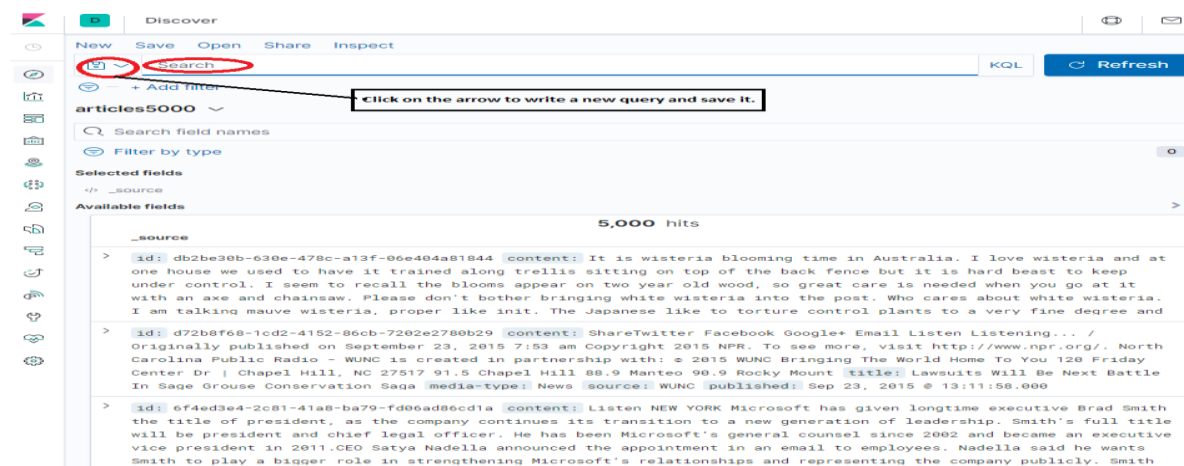 D Discover
New Save Open Share Inspect
Search KQL Refresh
+ Add filter
Click on the arrow to write a new query and save it.
articles5000
Search field names
Filter by type 0
Selected fields
</> _source
Available fields
5,000 hits
_source
> id: db2be30b-630e-478c-a13f-06e404a81844 content: It is wisteria blooming time in Australia. I love wisteria and at
one house we used to have it trained along trellis sitting on top of the back fence but it is hard beast to keep
under control. I seem to recall the blooms appear on two year old wood, so great care is needed when you go at it
with an axe and chainsaw. Please don't bother bringing white wisteria into the post. Who cares about white wisteria.
I am talking mauve wisteria, proper like init. The Japanese like to torture control plants to a very fine degree and
> id: d72b8f68-1cd2-4152-86cb-7202e2780b29 content: ShareTwitter Facebook Google+ Email Listen Listening... /
Originally published on September 23, 2015 7:53 am Copyright 2015 NPR. To see more, visit http://www.npr.org/. North
Carolina Public Radio – WUNC is created in partnership with: © 2015 WUNC Bringing The World Home To You 120 Friday
Center Dr | Chapel Hill, NC 27517 91.5 Chapel Hill 88.9 Manteo 90.9 Rocky Mount title: Lawsuits Will Be Next Battle
In Sage Grouse Conservation Saga media-type: News source: WUNC published: Sep 23, 2015 @ 13:11:58.000
> id: 6f4ed3e4-2c81-41a8-ba79-fd06ad86cd1a content: Listen NEW YORK Microsoft has given longtime executive Brad Smith
the title of president, as the company continues its transition to a new generation of leadership. Smith's full title
will be president and chief legal officer. He has been Microsoft's general counsel since 2002 and became an executive
vice president in 2011.CEO Satya Nadella announced the appointment in an email to employees. Nadella said he wants
Smith to play a bigger role in strengthening Microsoft's relationships and representing the company publicly. Smith